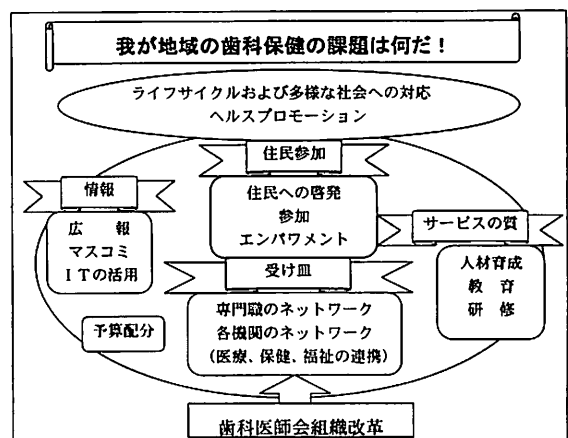 我が地域の歯科保健の課題は何だ！
ライフサイクルおよび多様な社会への対応
ヘルスプロモーション
住民参加
住民への啓発
参加
エンパワメント
情報
広　報
マスコミ
ＩＴの活用
サービスの質
人材育成
教　育
研　修
受け皿
専門職のネットワーク
各機関のネットワーク
(医療、保健、福祉の連携)
予算配分
歯科医師会組織改革